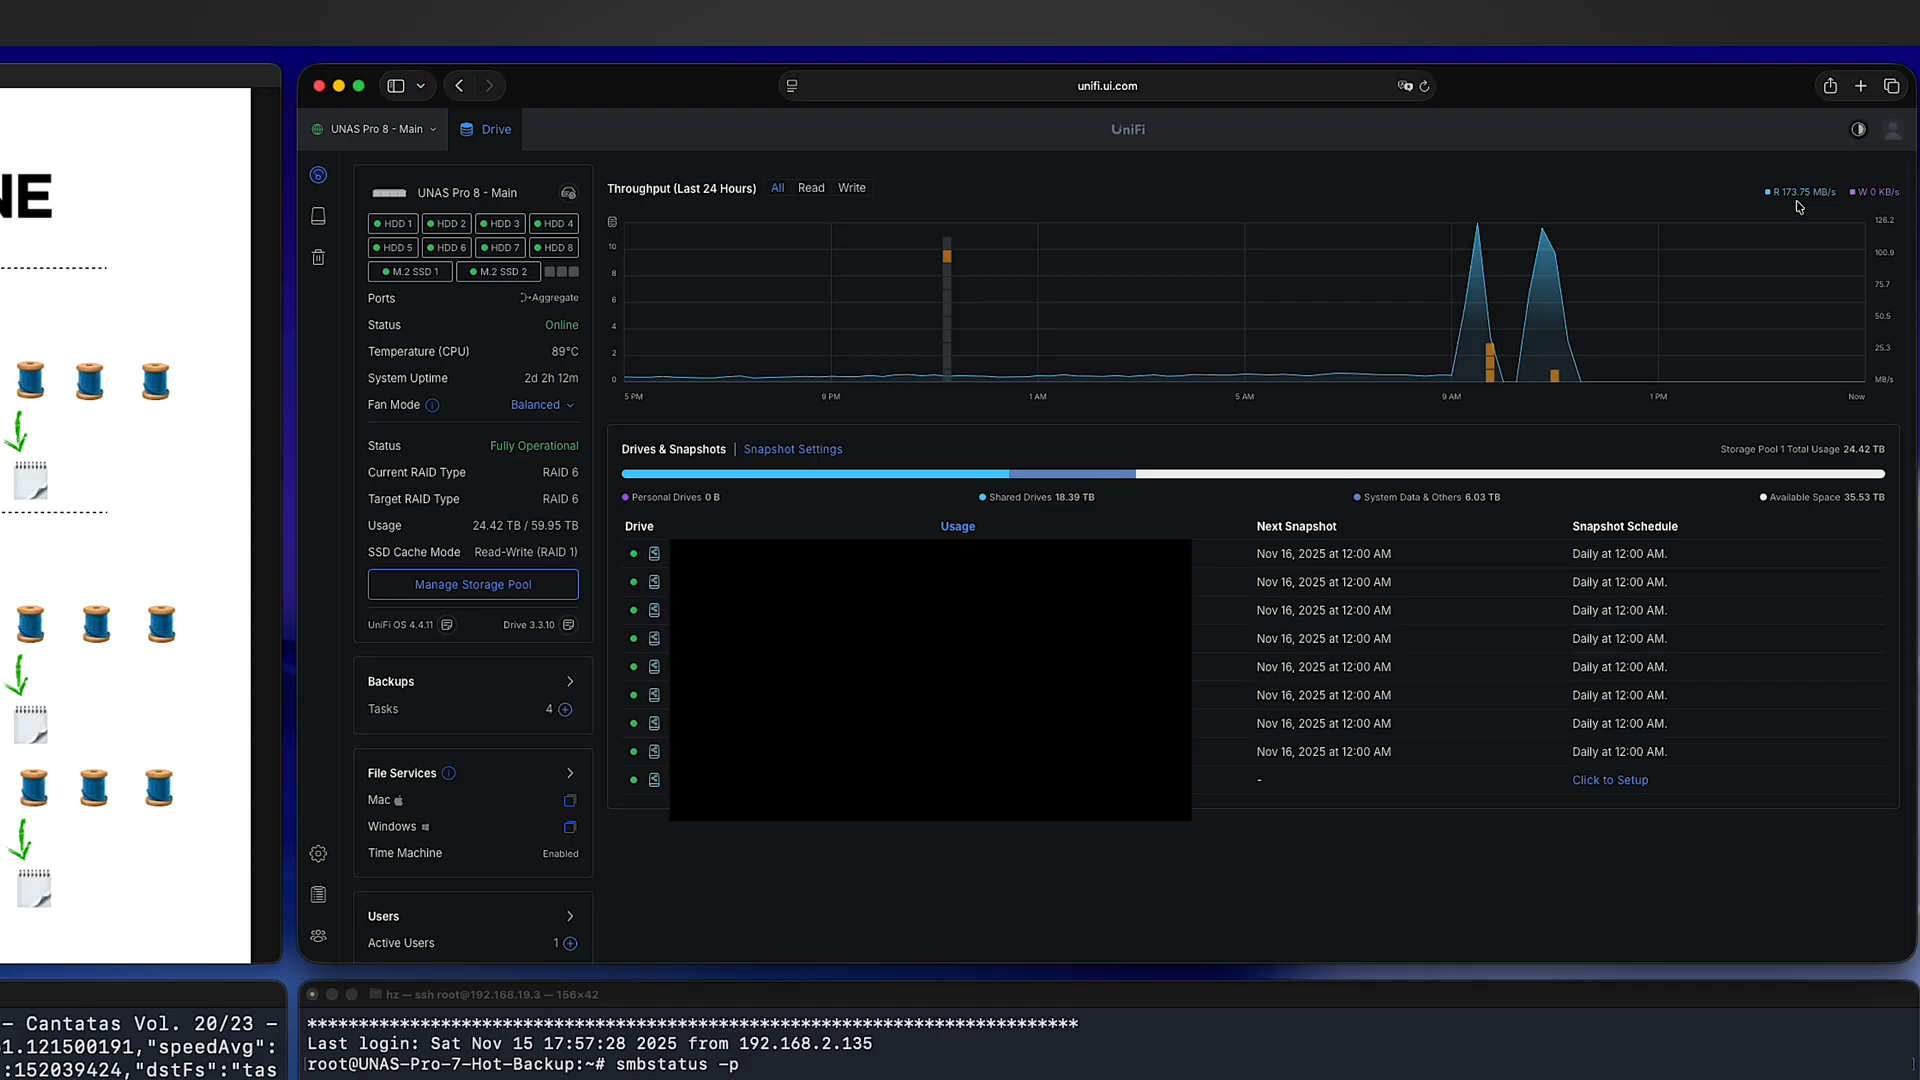 NE
unifi.ui.com
UNAS Pro 8 - Main
Drive
UniFi
UNAS Pro 8 - Main
HDD 1 HDD 2 HDD 3 HDD 4
HDD 5 HDD 6 HDD 7 HDD 8
M.2 SSD 1 M.2 SSD 2
Ports Aggregate
Status Online
Temperature (CPU) 89°C
System Uptime 2d 2h 12m
Fan Mode Balanced
Status Fully Operational
Current RAID Type RAID 6
Target RAID Type RAID 6
Usage 24.42 TB / 59.95 TB
SSD Cache Mode Read-Write (RAID 1)
Manage Storage Pool
UniFi OS 4.4.11 Drive 3.3.10
Backups
Tasks 4
File Services
Mac
Windows
Time Machine Enabled
Users
Active Users 1
Throughput (Last 24 Hours) All Read Write
R 173.75 MB/s W 0 KB/s
10
8
6
4
2
0
126.2
100.9
75.7
50.5
25.3
MB/s
5 PM 9 PM 1 AM 5 AM 9 AM 1 PM Now
Drives & Snapshots | Snapshot Settings
Storage Pool 1 Total Usage 24.42 TB
Personal Drives 0 B Shared Drives 18.39 TB System Data & Others 6.03 TB Available Space 35.53 TB
Drive Usage Next Snapshot Snapshot Schedule
Nov 16, 2025 at 12:00 AM Daily at 12:00 AM.
Nov 16, 2025 at 12:00 AM Daily at 12:00 AM.
Nov 16, 2025 at 12:00 AM Daily at 12:00 AM.
Nov 16, 2025 at 12:00 AM Daily at 12:00 AM.
Nov 16, 2025 at 12:00 AM Daily at 12:00 AM.
Nov 16, 2025 at 12:00 AM Daily at 12:00 AM.
Nov 16, 2025 at 12:00 AM Daily at 12:00 AM.
Nov 16, 2025 at 12:00 AM Daily at 12:00 AM.
- Click to Setup
– Cantatas Vol. 20/23 –
1.121500191,"speedAvg":
:152039424,"dstFs":"tas
hz — ssh root@192.168.19.3 — 156×42
***************************************************************************
Last login: Sat Nov 15 17:57:28 2025 from 192.168.2.135
root@UNAS-Pro-7-Hot-Backup:~# smbstatus -p